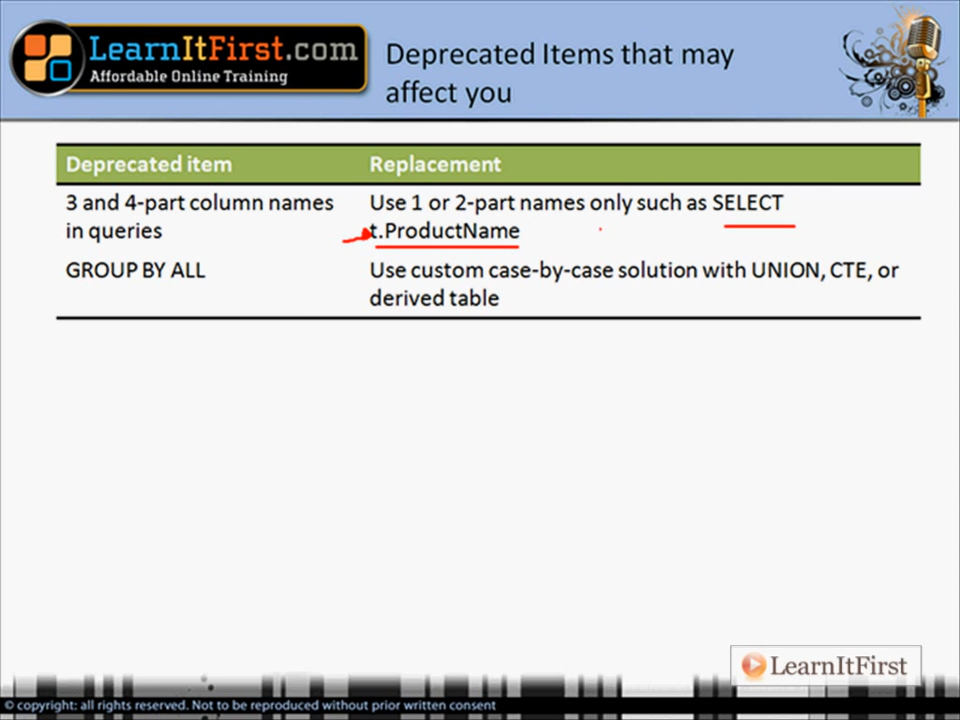 LearnItFirst.com
Affordable Online Training
Deprecated Items that may
affect you
Deprecated item
Replacement
3 and 4-part column names
in queries
Use 1 or 2-part names only such as SELECT
t.ProductName
GROUP BY ALL
Use custom case-by-case solution with UNION, CTE, or
derived table
LearnItFirst
© copyright: all rights reserved. Not to be reproduced without prior written consent